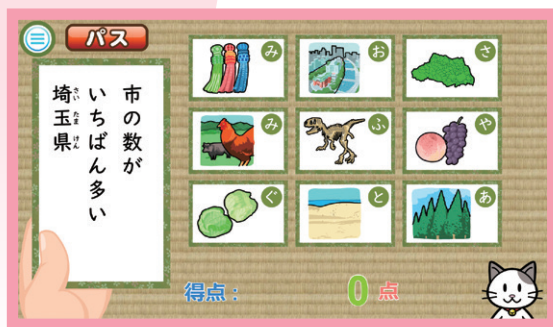 パス
市の数が
いちばん多い
埼玉県
さいたまけん
み
お
さ
み
ふ
や
ぐ
と
あ
得点：
0点